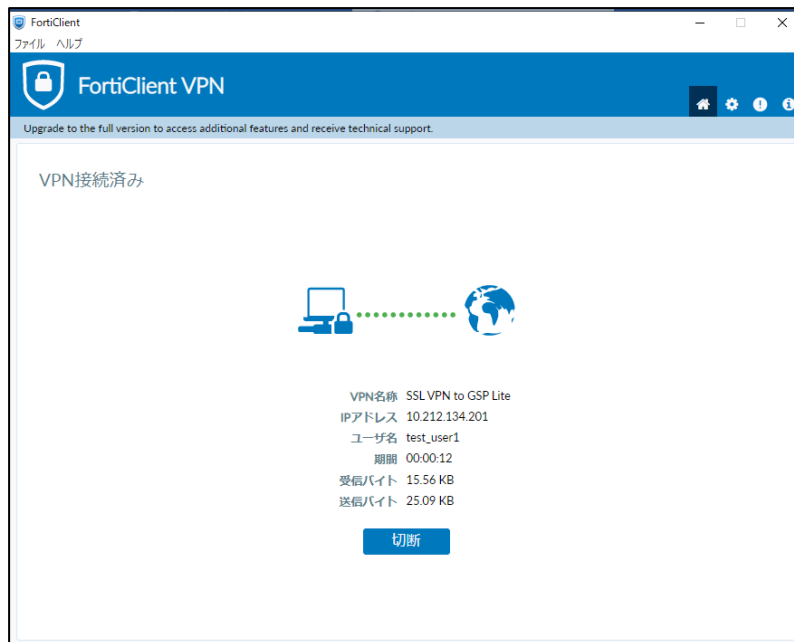 FortiClient
ファイル ヘルプ
FortiClient VPN
Upgrade to the full version to access additional features and receive technical support.
VPN接続済み
VPN名称 SSL VPN to GSP Lite
IPアドレス 10.212.134.201
ユーザ名 test_user1
期間 00:00:12
受信バイト 15.56 KB
送信バイト 25.09 KB
切断